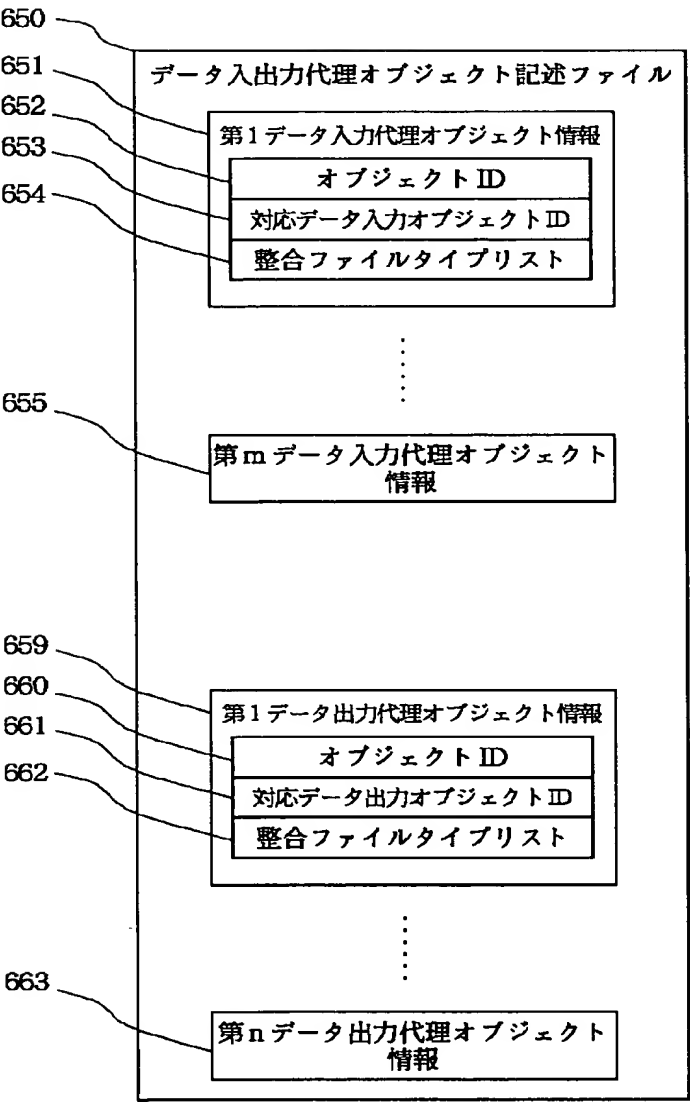 650
データ入出力代理オブジェクト記述ファイル
651
第1データ入力代理オブジェクト情報
652
オブジェクトID
653
対応データ入力オブジェクトID
654
整合ファイルタイプリスト
655
第mデータ入力代理オブジェクト
情報
659
第1データ出力代理オブジェクト情報
660
オブジェクトID
661
対応データ出力オブジェクトID
662
整合ファイルタイプリスト
663
第nデータ出力代理オブジェクト
情報